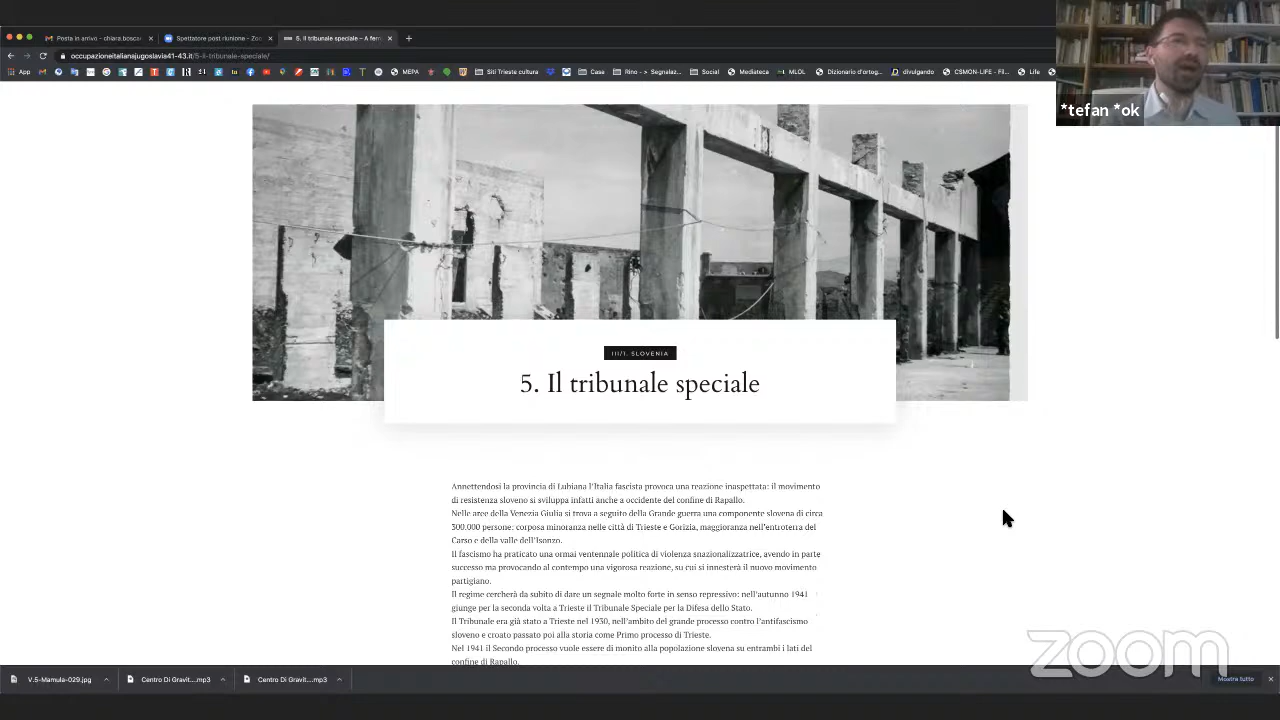 Posta in arrivo - chiara.bosca
Spettatore post riunione - Zoo
5. Il tribunale speciale – A ferr
occupazioneitalianajugoslavia41-43.it/5-il-tribunale-speciale/
App
MEPA
Siti Trieste cultura
Casa
Rino -> Segnalaz...
Social
Mediateca
MLOL
Dizionario d'ortog...
divulgando
CSMON-LIFE - Fil...
Life
*tefan *ok
III/1. SLOVENIA
5. Il tribunale speciale
Annettendosi la provincia di Lubiana l'Italia fascista provoca una reazione inaspettata: il movimento
di resistenza sloveno si sviluppa infatti anche a occidente del confine di Rapallo.
Nelle aree della Venezia Giulia si trova a seguito della Grande guerra una componente slovena di circa
300.000 persone: corposa minoranza nelle città di Trieste e Gorizia, maggioranza nell'entroterra del
Carso e della valle dell'Isonzo.
Il fascismo ha praticato una ormai ventennale politica di violenza snazionalizzatrice, avendo in parte
successo ma provocando al contempo una vigorosa reazione, su cui si innesterà il nuovo movimento
partigiano.
Il regime cercherà da subito di dare un segnale molto forte in senso repressivo: nell'autunno 1941
giunge per la seconda volta a Trieste il Tribunale Speciale per la Difesa dello Stato.
Il Tribunale era già stato a Trieste nel 1930, nell'ambito del grande processo contro l'antifascismo
sloveno e croato passato poi alla storia come Primo processo di Trieste.
Nel 1941 il Secondo processo vuole essere di monito alla popolazione slovena su entrambi i lati del
confine di Rapallo.
zoom
V.5-Mamula-029.jpg
Centro Di Gravit....mp3
Centro Di Gravit....mp3
Mostra tutto